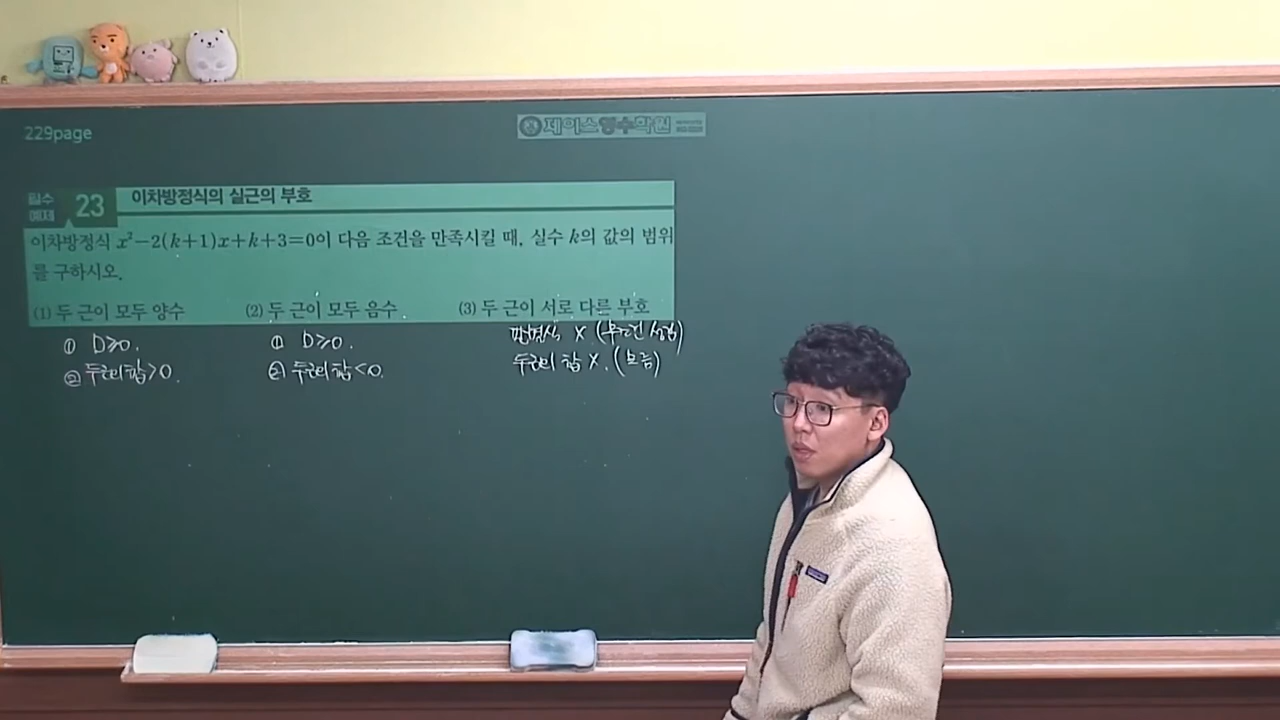 229page
제이스영수학원
필수 예제 23 이차방정식의 실근의 부호
이차방정식 x²-2(k+1)x+k+3=0이 다음 조건을 만족시킬 때, 실수 k의 값의 범위
를 구하시오.
(1) 두 근이 모두 양수 (2) 두 근이 모두 음수 (3) 두 근이 서로 다른 부호
① D≥0. ① D≥0. 판별식 X (무조건 성립)
② 두근의 합>0. ② 두근의 합<0. 두근의 합 X. (모름)